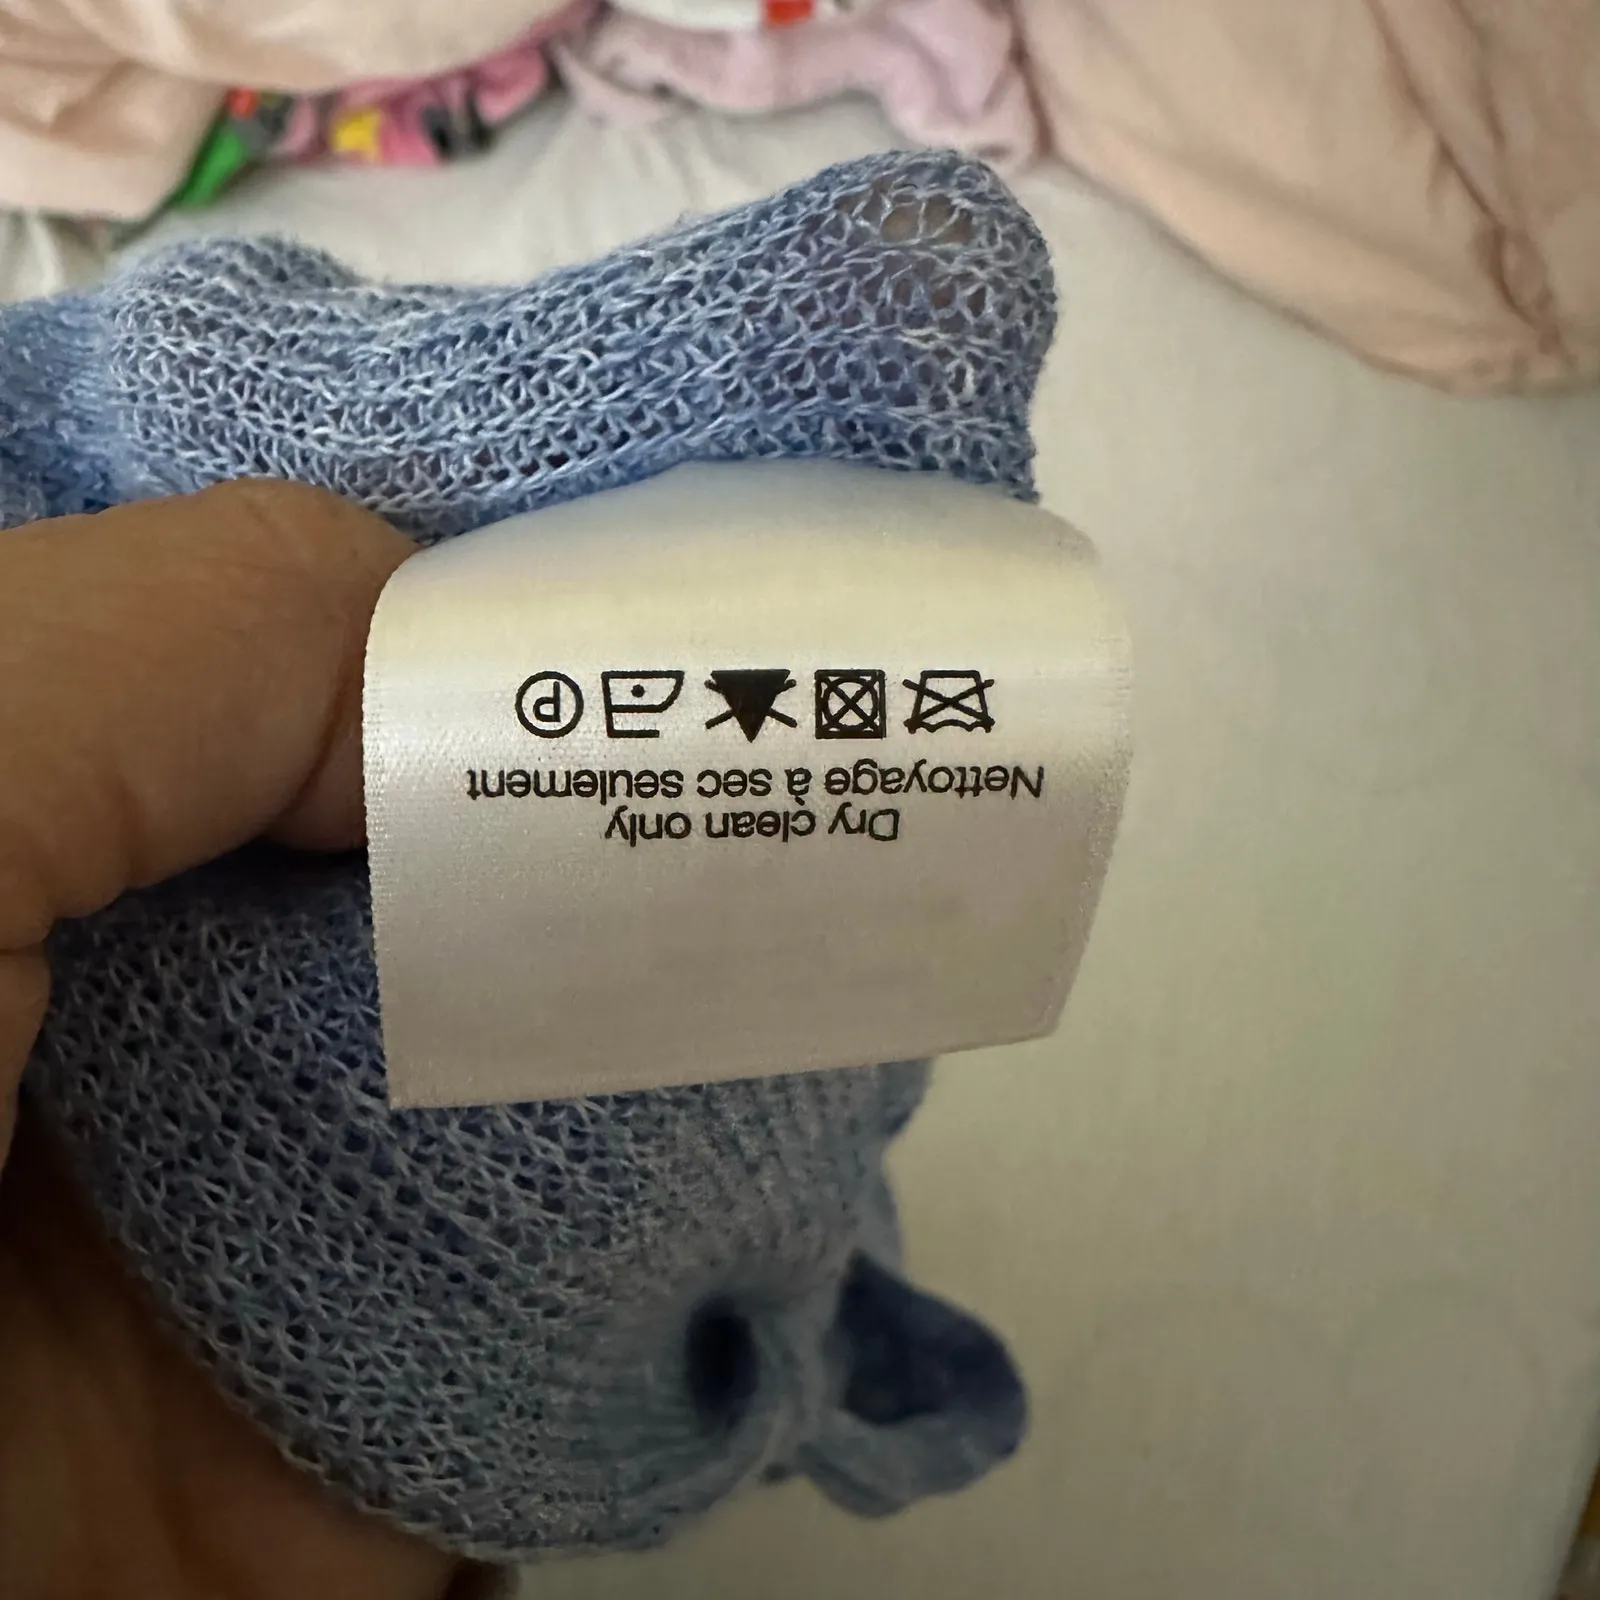 Dry clean only
Nettoyage à sec seulement
P